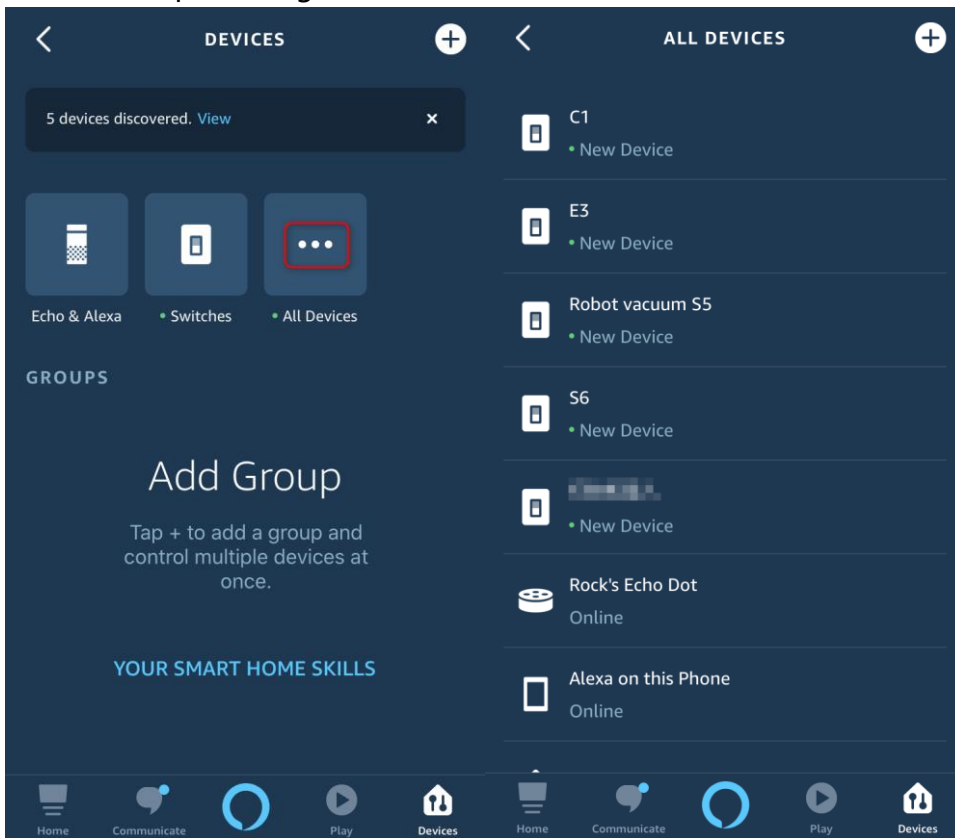 DEVICES
5 devices discovered. View
Echo & Alexa
• Switches
• All Devices
GROUPS
Add Group
Tap + to add a group and
control multiple devices at
once.
YOUR SMART HOME SKILLS
Home
Communicate
Play
Devices
ALL DEVICES
C1
• New Device
E3
• New Device
Robot vacuum S5
• New Device
S6
• New Device
• New Device
Rock's Echo Dot
Online
Alexa on this Phone
Online
Home
Communicate
Play
Devices